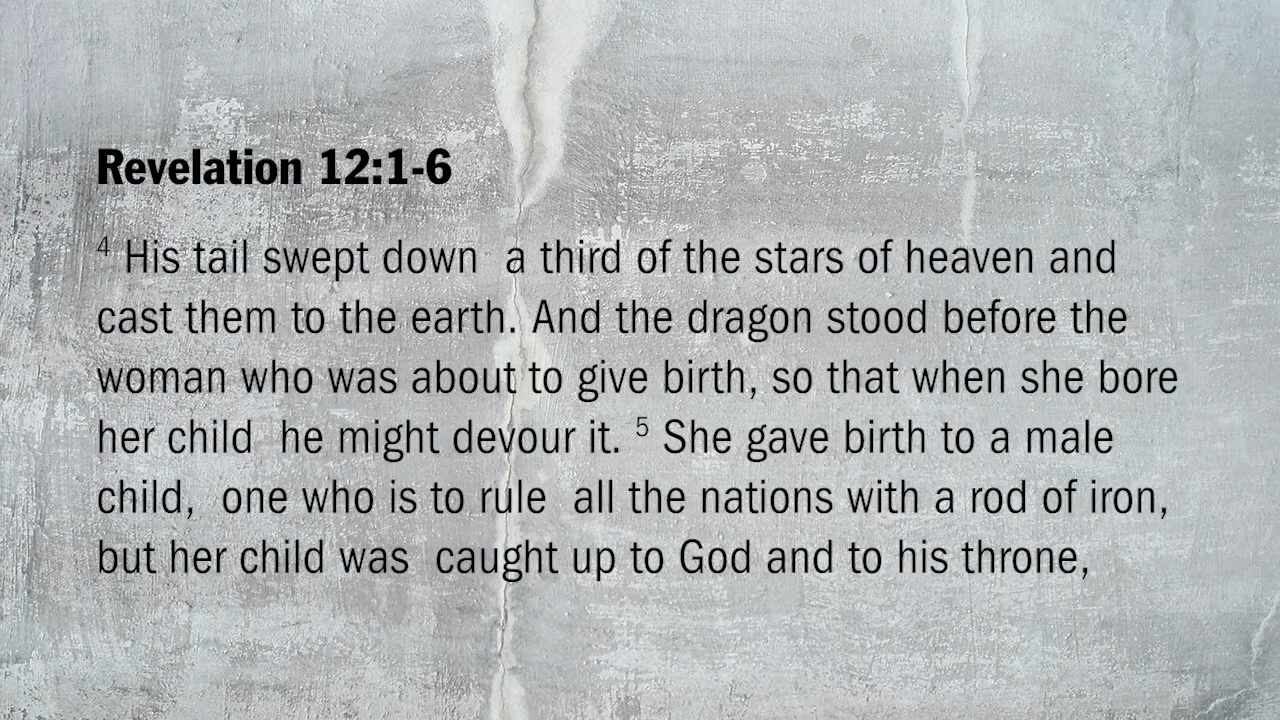 Revelation 12:1-6
4 His tail swept down  a third of the stars of heaven and
cast them to the earth. And the dragon stood before the
woman who was about to give birth, so that when she bore
her child  he might devour it. 5 She gave birth to a male
child,  one who is to rule  all the nations with a rod of iron,
but her child was  caught up to God and to his throne,